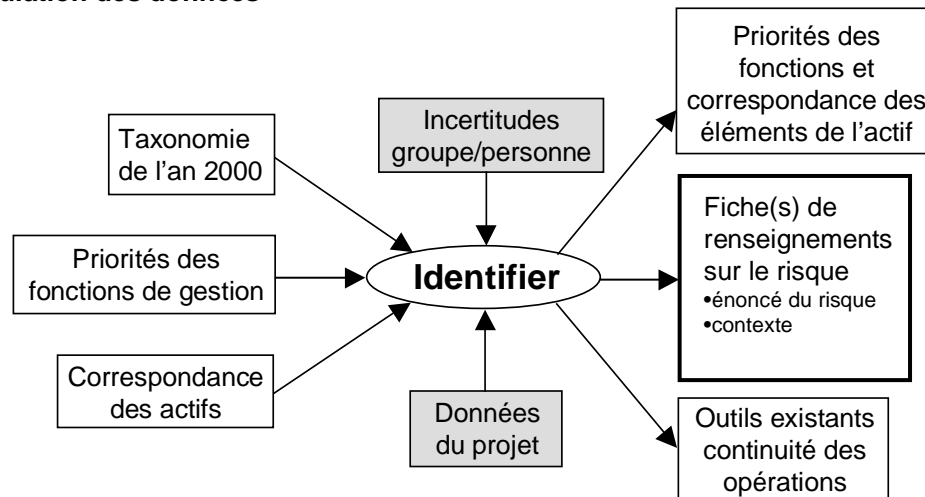 des données
Taxonomie
de l'an 2000
Priorités des
fonctions de gestion
Correspondance
des actifs
Incertitudes
groupe/personne
Identifier
Données
du projet
Priorités des
fonctions et
correspondance des
éléments de l'actif
Fiche(s) de
renseignements
sur le risque
•énoncé du risque
•contexte
Outils existants
continuité des
opérations